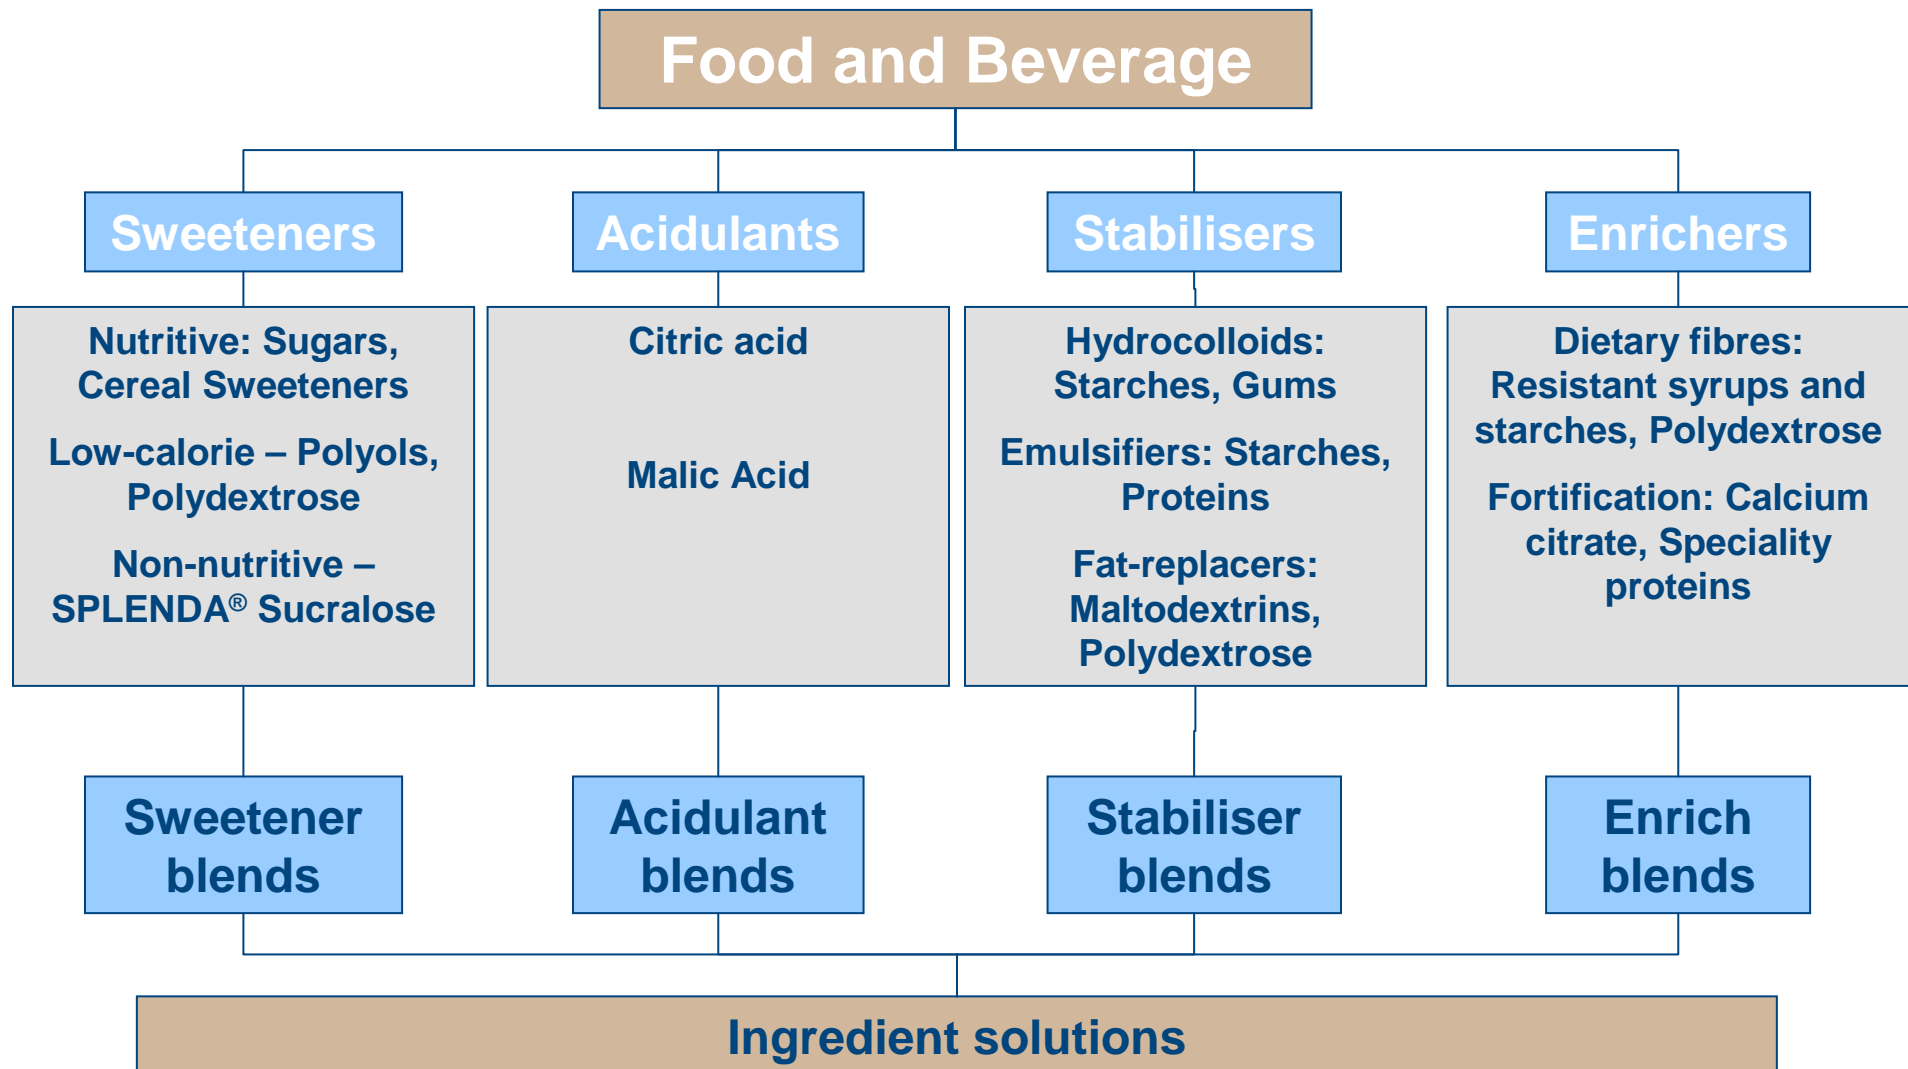 Food and Beverage
Sweeteners
Acidulants
Stabilisers
Enrichers
Nutritive: Sugars,
Cereal Sweeteners
Low-calorie – Polyols,
Polydextrose
Non-nutritive –
SPLENDA® Sucralose
Citric acid
Malic Acid
Hydrocolloids:
Starches, Gums
Emulsifiers: Starches,
Proteins
Fat-replacers:
Maltodextrins,
Polydextrose
Dietary fibres:
Resistant syrups and
starches, Polydextrose
Fortification: Calcium
citrate, Speciality
proteins
Sweetener
blends
Acidulant
blends
Stabiliser
blends
Enrich
blends
Ingredient solutions